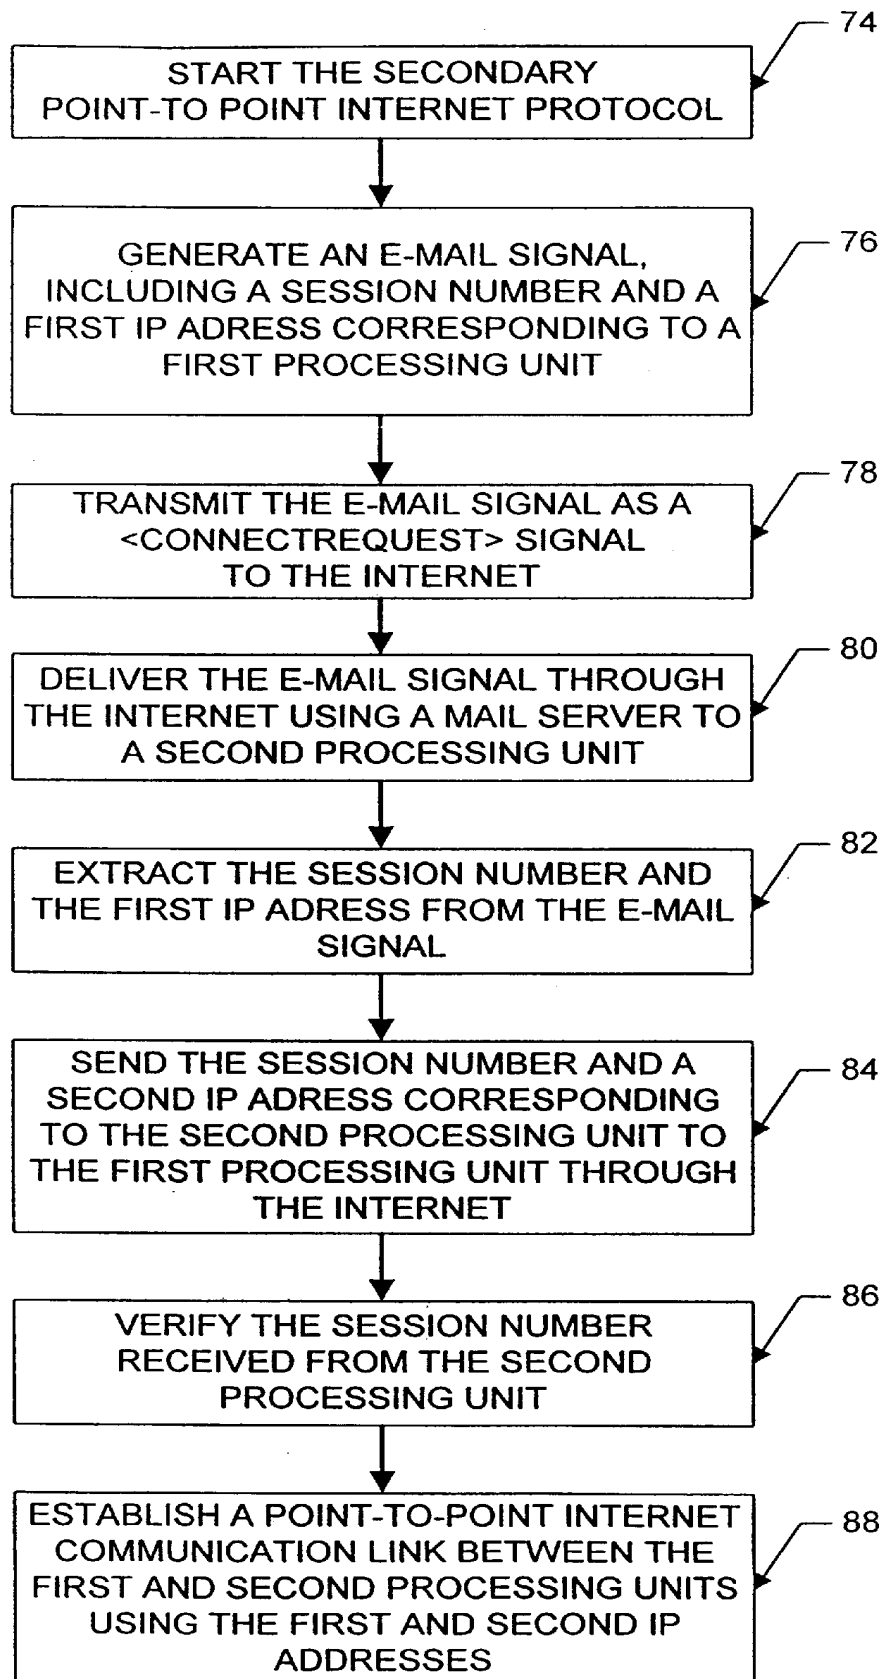 74
START THE SECONDARY
POINT-TO POINT INTERNET PROTOCOL
76
GENERATE AN E-MAIL SIGNAL,
INCLUDING A SESSION NUMBER AND A
FIRST IP ADRESS CORRESPONDING TO A
FIRST PROCESSING UNIT
78
TRANSMIT THE E-MAIL SIGNAL AS A
<CONNECTREQUEST> SIGNAL
TO THE INTERNET
80
DELIVER THE E-MAIL SIGNAL THROUGH
THE INTERNET USING A MAIL SERVER TO
A SECOND PROCESSING UNIT
82
EXTRACT THE SESSION NUMBER AND
THE FIRST IP ADRESS FROM THE E-MAIL
SIGNAL
84
SEND THE SESSION NUMBER AND A
SECOND IP ADRESS CORRESPONDING
TO THE SECOND PROCESSING UNIT TO
THE FIRST PROCESSING UNIT THROUGH
THE INTERNET
86
VERIFY THE SESSION NUMBER
RECEIVED FROM THE SECOND
PROCESSING UNIT
88
ESTABLISH A POINT-TO-POINT INTERNET
COMMUNICATION LINK BETWEEN THE
FIRST AND SECOND PROCESSING UNITS
USING THE FIRST AND SECOND IP
ADDRESSES